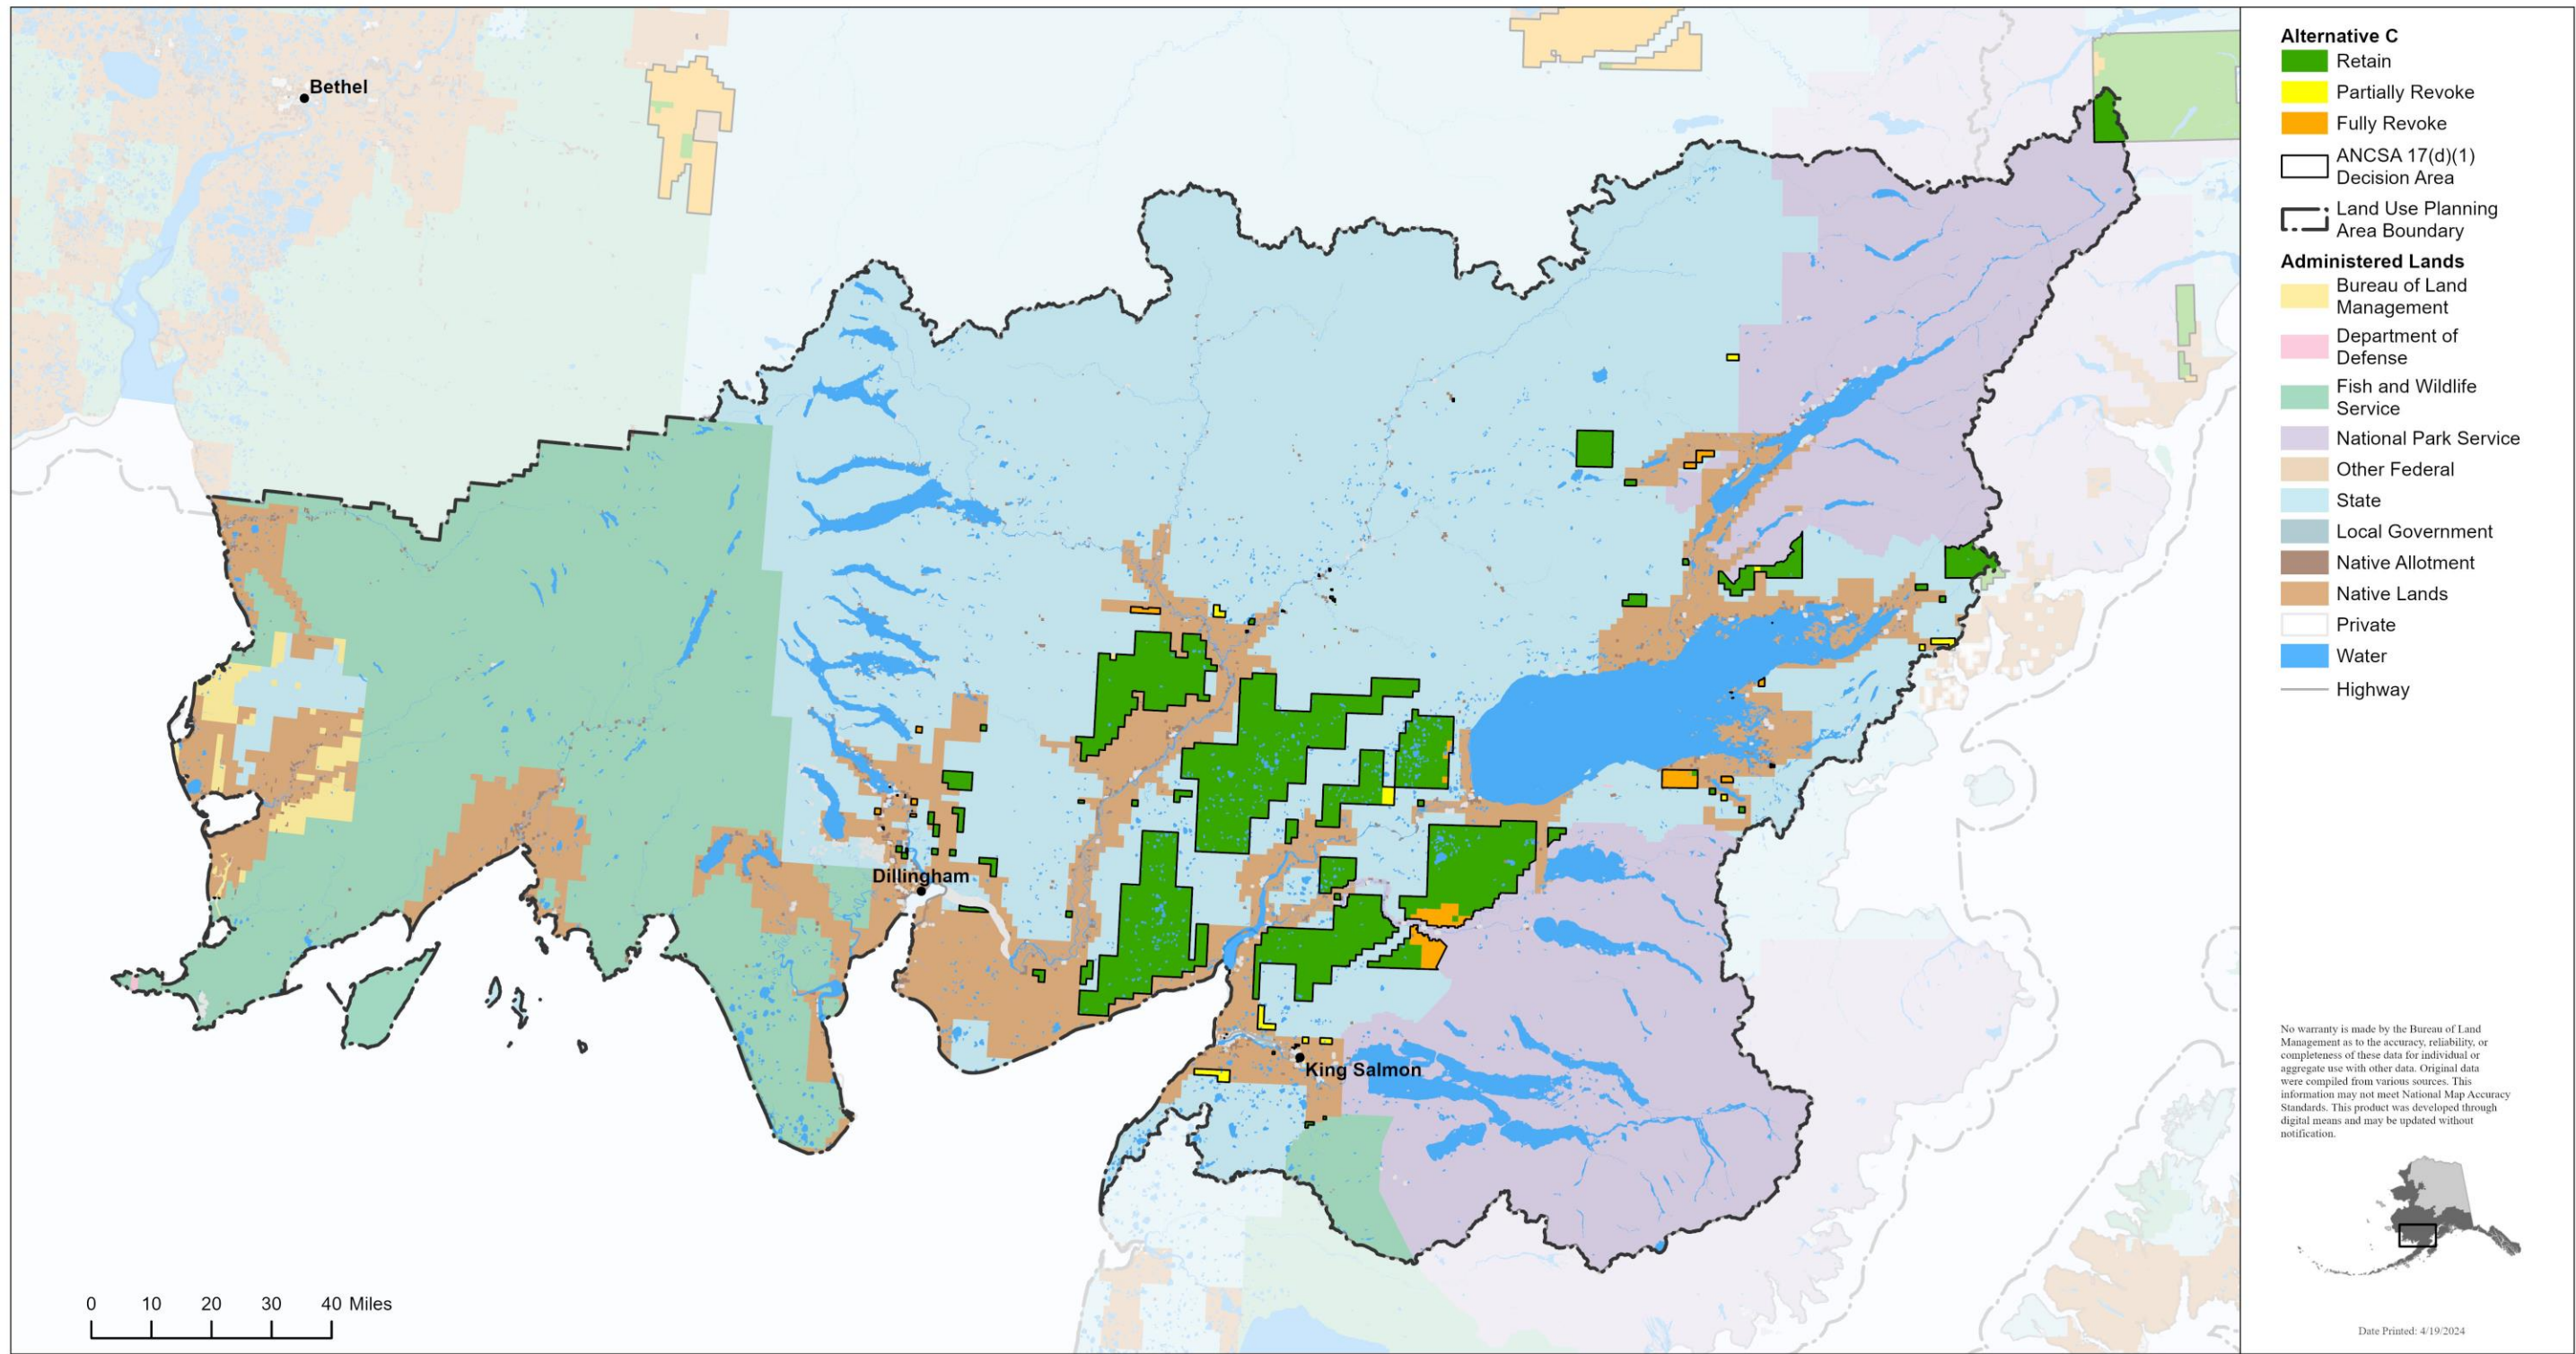 Bethel
Dillingham
King Salmon
0 10 20 30 40 Miles
Alternative C
Retain
Partially Revoke
Fully Revoke
ANCSA 17(d)(1)
Decision Area
Land Use Planning
Area Boundary
Administered Lands
Bureau of Land
Management
Department of
Defense
Fish and Wildlife
Service
National Park Service
Other Federal
State
Local Government
Native Allotment
Native Lands
Private
Water
Highway
No warranty is made by the Bureau of Land
Management as to the accuracy, reliability, or
completeness of these data for individual or
aggregate use with other data. Original data
were compiled from various sources. This
information may not meet National Map Accuracy
Standards. This product was developed through
digital means and may be updated without
notification.
Date Printed: 4/19/2024